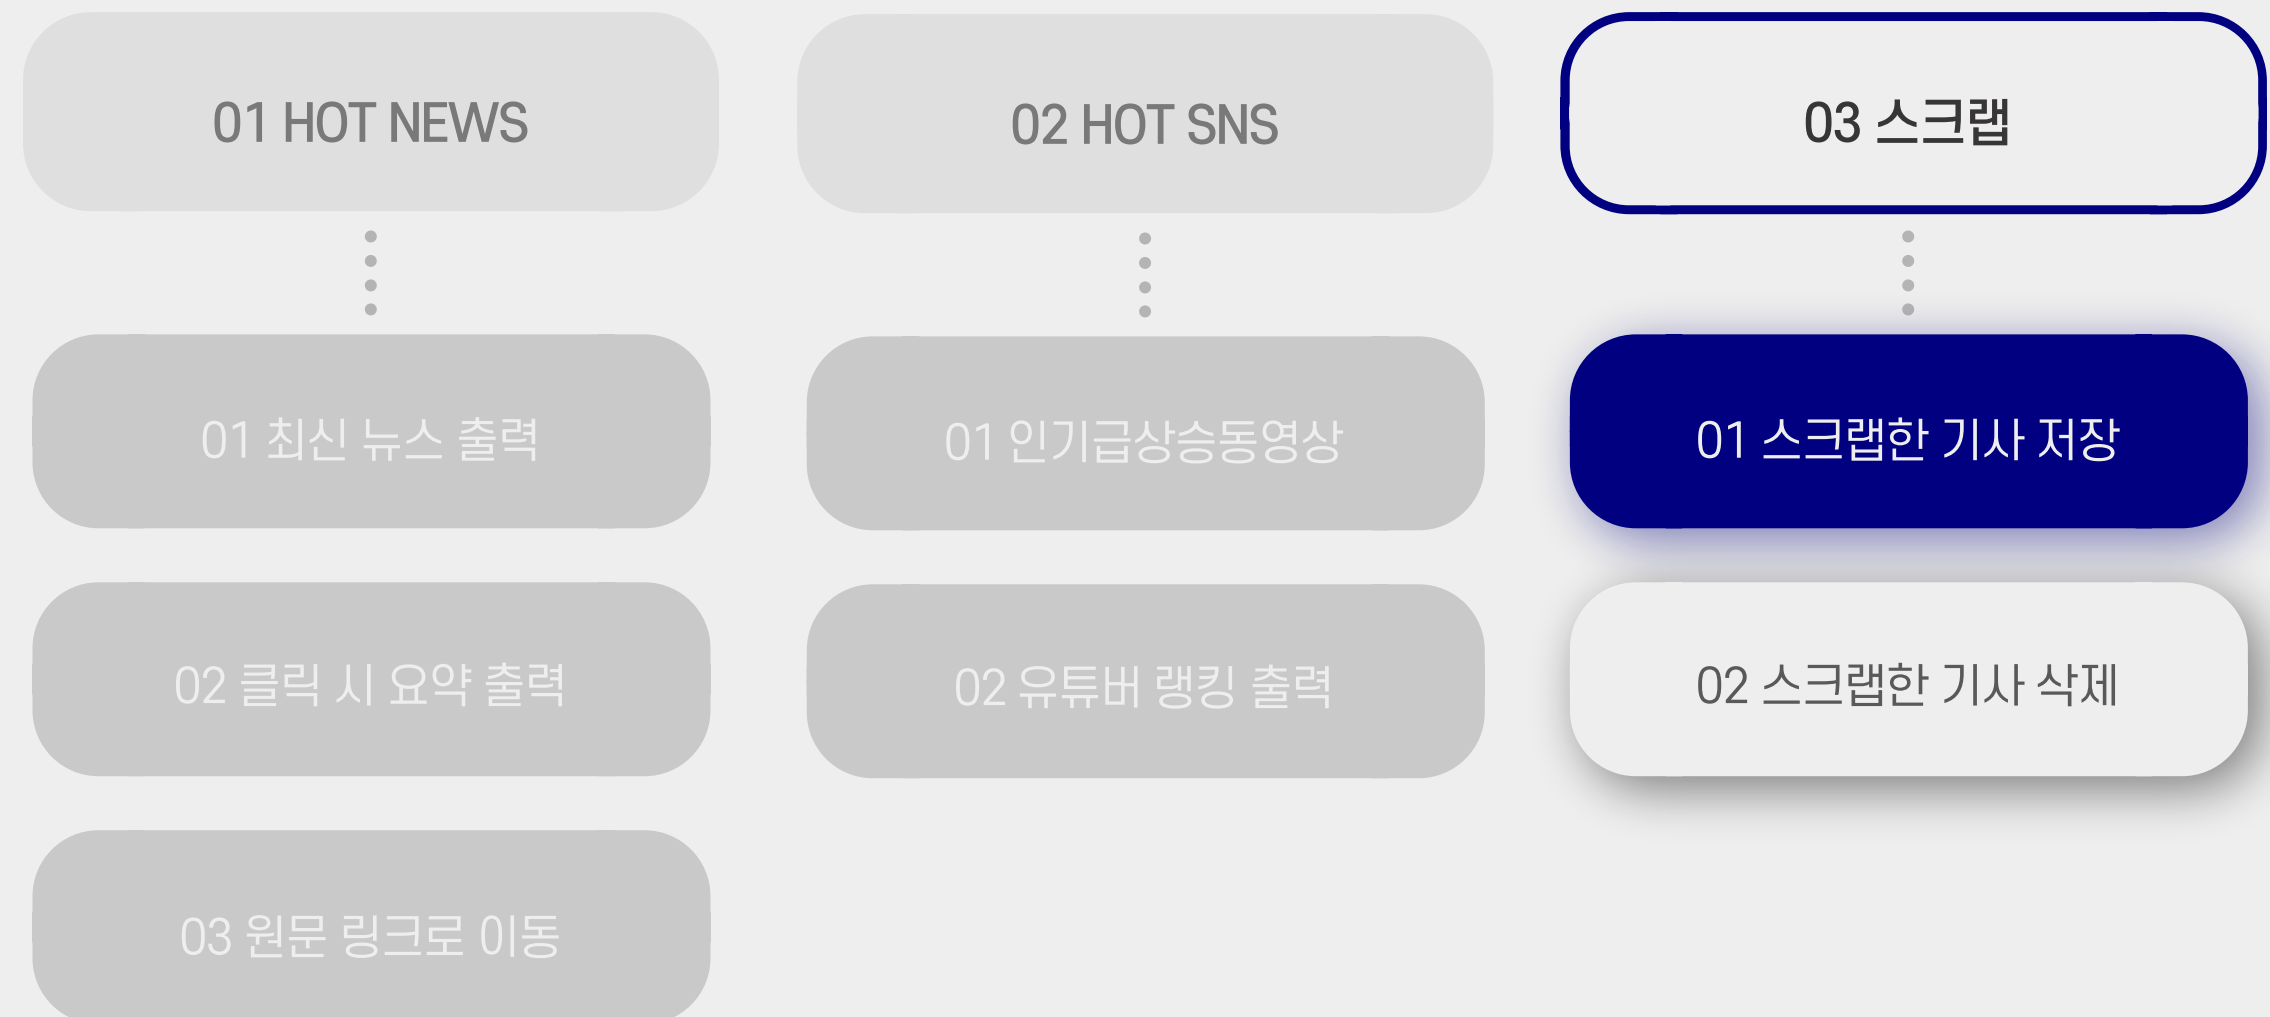 01 HOT NEWS
02 HOT SNS
03 스크랩
01 최신 뉴스 출력
01 인기급상승동영상
01 스크랩한 기사 저장
02 클릭 시 요약 출력
02 유튜버 랭킹 출력
02 스크랩한 기사 삭제
03 원문 링크로 이동